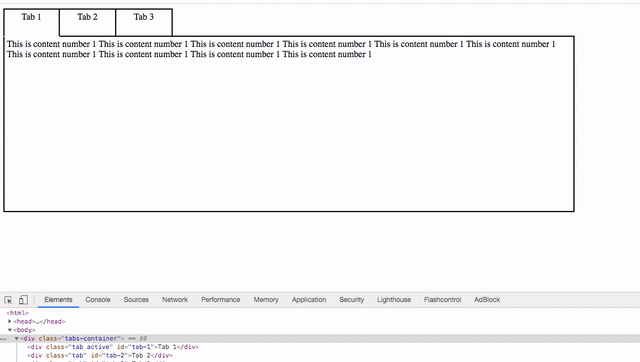 Tab 1 Tab 2 Tab 3
This is content number 1 This is content number 1 This is content number 1 This is content number 1 This is content number 1 This is content number 1
This is content number 1 This is content number 1 This is content number 1 This is content number 1
Elements Console Sources Network Performance Memory Application Security Lighthouse Flashcontrol AdBlock
<html>
▶<head>…</head>
▼<body>
… ▼<div class="tabs-container"> == $0
<div class="tab active" id="tab-1">Tab 1</div>
<div class="tab" id="tab-2">Tab 2</div>